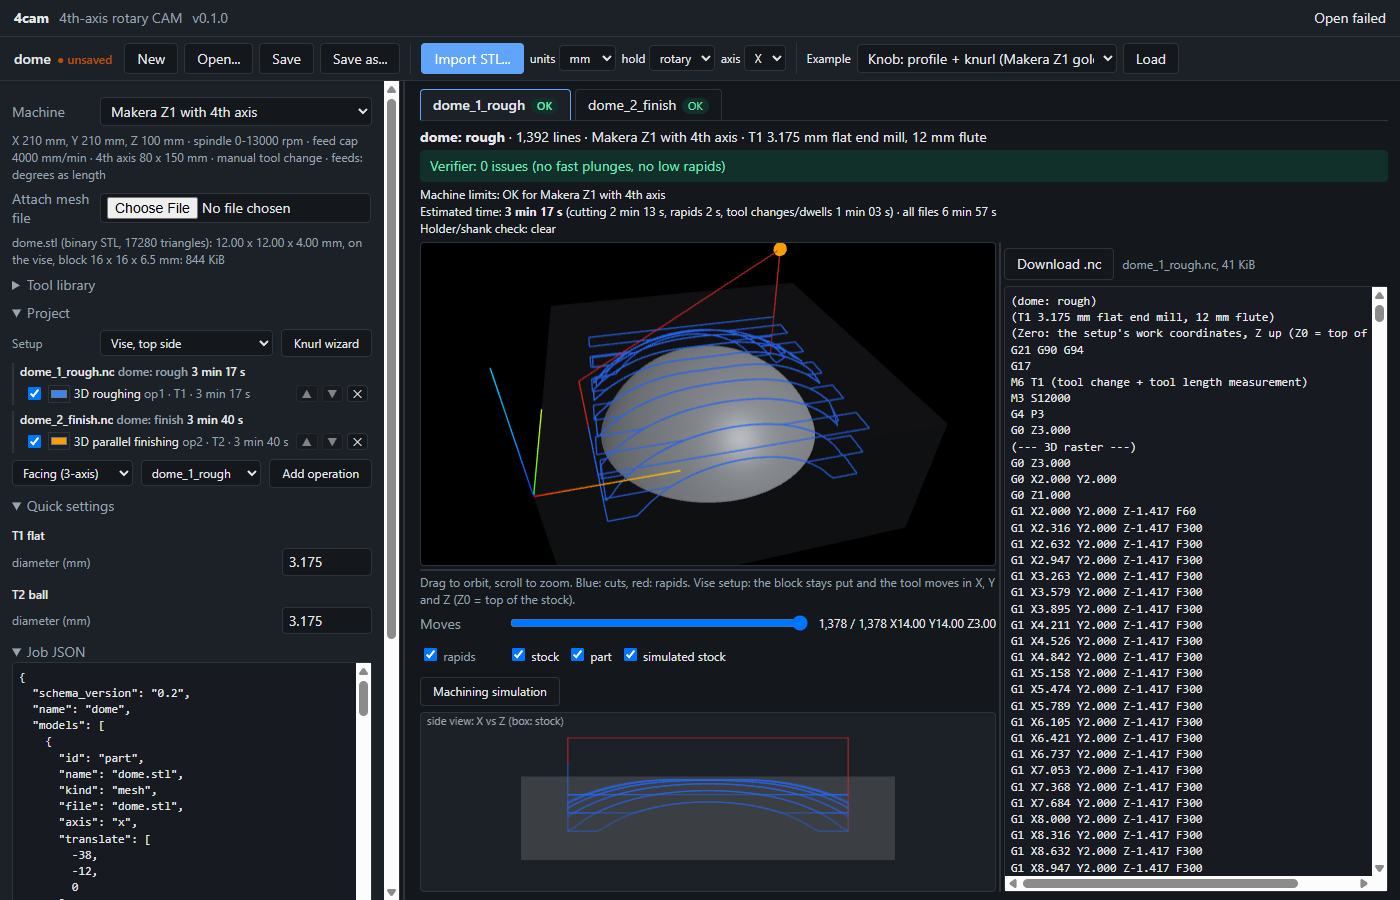 4cam 4th-axis rotary CAM v0.1.0 Open failed
dome • unsaved New Open... Save Save as... Import STL... units mm hold rotary axis X Example Knob: profile + knurl (Makera Z1 gol Load
Machine Makera Z1 with 4th axis
X 210 mm, Y 210 mm, Z 100 mm · spindle 0-13000 rpm · feed cap
4000 mm/min · 4th axis 80 x 150 mm · manual tool change · feeds:
degrees as length
Attach mesh file Choose File No file chosen
dome.stl (binary STL, 17280 triangles): 12.00 x 12.00 x 4.00 mm, on
the vise, block 16 x 16 x 6.5 mm: 844 KiB
▶ Tool library
▼ Project
Setup Vise, top side Knurl wizard
dome_1_rough.nc dome: rough 3 min 17 s
3D roughing op1 · T1 · 3 min 17 s ▲ ▼ ✕
dome_2_finish.nc dome: finish 3 min 40 s
3D parallel finishing op2 · T2 · 3 min 40 s ▲ ▼ ✕
Facing (3-axis) dome_1_rough Add operation
▼ Quick settings
T1 flat
diameter (mm) 3.175
T2 ball
diameter (mm) 3.175
▼ Job JSON
{
"schema_version": "0.2",
"name": "dome",
"models": [
{
"id": "part",
"name": "dome.stl",
"kind": "mesh",
"file": "dome.stl",
"axis": "x",
"translate": [
-38,
-12,
0
dome_1_rough OK dome_2_finish OK
dome: rough · 1,392 lines · Makera Z1 with 4th axis · T1 3.175 mm flat end mill, 12 mm flute
Verifier: 0 issues (no fast plunges, no low rapids)
Machine limits: OK for Makera Z1 with 4th axis
Estimated time: 3 min 17 s (cutting 2 min 13 s, rapids 2 s, tool changes/dwells 1 min 03 s) · all files 6 min 57 s
Holder/shank check: clear
Drag to orbit, scroll to zoom. Blue: cuts, red: rapids. Vise setup: the block stays put and the tool moves in X, Y
and Z (Z0 = top of the stock).
Moves 1,378 / 1,378 X14.00 Y14.00 Z3.00
rapids stock part simulated stock
Machining simulation
side view: X vs Z (box: stock)
Download .nc dome_1_rough.nc, 41 KiB
(dome: rough)
(T1 3.175 mm flat end mill, 12 mm flute)
(Zero: the setup's work coordinates, Z up (Z0 = top of
G21 G90 G94
G17
M6 T1 (tool change + tool length measurement)
M3 S12000
G4 P3
G0 Z3.000
(--- 3D raster ---)
G0 Z3.000
G0 X2.000 Y2.000
G0 Z1.000
G1 X2.000 Y2.000 Z-1.417 F60
G1 X2.316 Y2.000 Z-1.417 F300
G1 X2.632 Y2.000 Z-1.417 F300
G1 X2.947 Y2.000 Z-1.417 F300
G1 X3.263 Y2.000 Z-1.417 F300
G1 X3.579 Y2.000 Z-1.417 F300
G1 X3.895 Y2.000 Z-1.417 F300
G1 X4.211 Y2.000 Z-1.417 F300
G1 X4.526 Y2.000 Z-1.417 F300
G1 X4.842 Y2.000 Z-1.417 F300
G1 X5.158 Y2.000 Z-1.417 F300
G1 X5.474 Y2.000 Z-1.417 F300
G1 X5.789 Y2.000 Z-1.417 F300
G1 X6.105 Y2.000 Z-1.417 F300
G1 X6.421 Y2.000 Z-1.417 F300
G1 X6.737 Y2.000 Z-1.417 F300
G1 X7.053 Y2.000 Z-1.417 F300
G1 X7.368 Y2.000 Z-1.417 F300
G1 X7.684 Y2.000 Z-1.417 F300
G1 X8.000 Y2.000 Z-1.417 F300
G1 X8.316 Y2.000 Z-1.417 F300
G1 X8.632 Y2.000 Z-1.417 F300
G1 X8.947 Y2.000 Z-1.417 F300